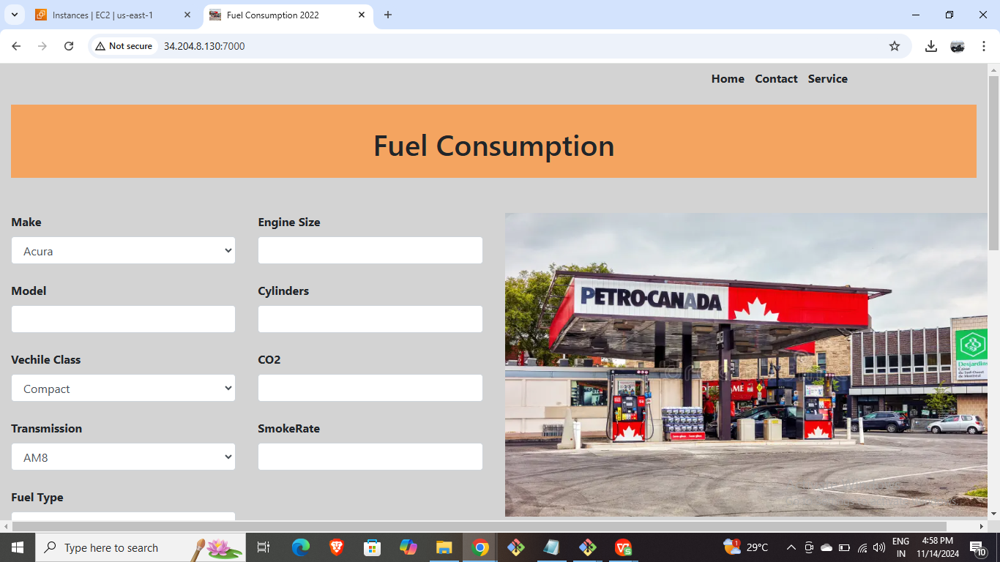 Instances | EC2 | us-east-1
Fuel Consumption 2022
Not secure
34.204.8.130:7000
Home Contact Service
Fuel Consumption
Make
Acura
Engine Size
Model
Cylinders
Vechile Class
Compact
CO2
Transmission
AM8
SmokeRate
Fuel Type
PETRO-CANADA
Desjardins
Caisse
du Sud-Ouest
de Montréal
Type here to search
1
29°C
ENG
IN
4:58 PM
11/14/2024
10